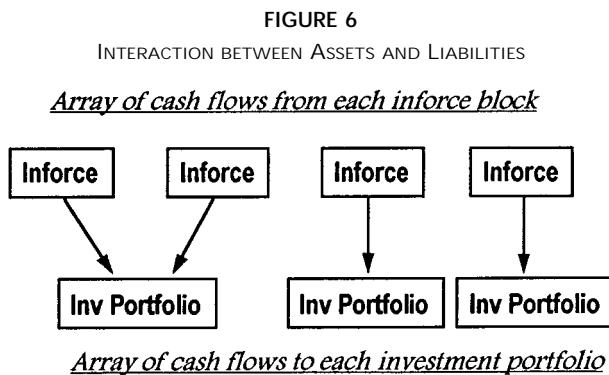 FIGURE 6
INTERACTION BETWEEN ASSETS AND LIABILITIES
Array of cash flows from each inforce block
Inforce Inforce Inforce Inforce
Inv Portfolio Inv Portfolio Inv Portfolio
Array of cash flows to each investment portfolio